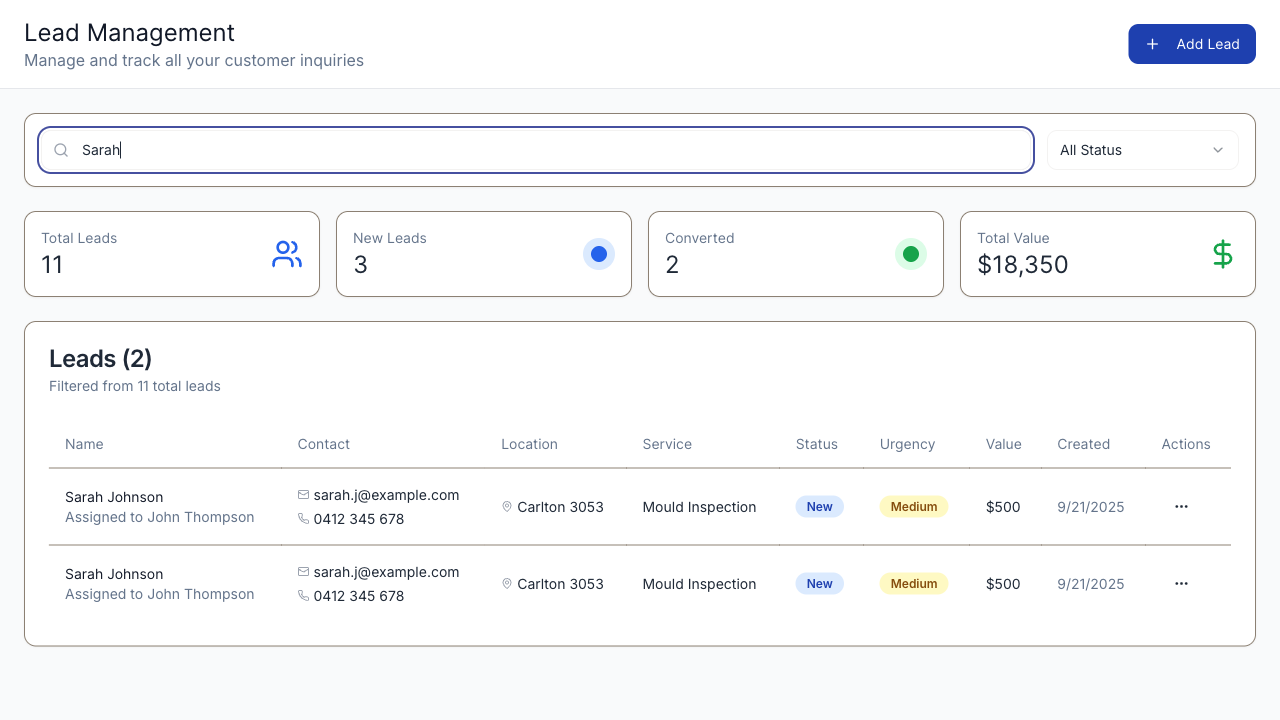 Lead Management
Manage and track all your customer inquiries
Add Lead
Sarah
All Status
Total Leads
11
New Leads
3
Converted
2
Total Value
$18,350
Leads (2)
Filtered from 11 total leads
Name Contact Location Service Status Urgency Value Created Actions
Sarah Johnson
Assigned to John Thompson
sarah.j@example.com
0412 345 678
Carlton 3053
Mould Inspection
New
Medium
$500
9/21/2025
Sarah Johnson
Assigned to John Thompson
sarah.j@example.com
0412 345 678
Carlton 3053
Mould Inspection
New
Medium
$500
9/21/2025